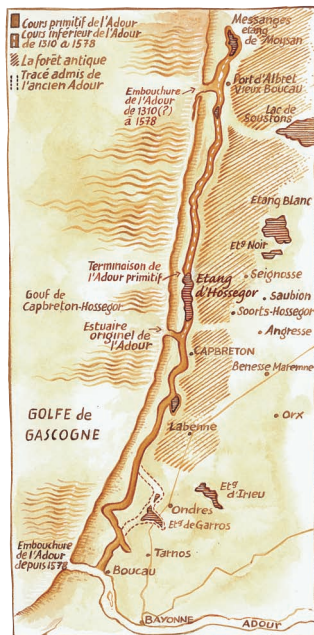 Cours primitif de l'Adour
Cours inférieur de l'Adour
de 1310 à 1578
La forêt antique
Tracé admis de
l'ancien Adour
Messanges
étang
de Moïsan
Embouchure
de l'Adour
de 1310(?)
à 1578
Port d'Albret
Vieux Boucau
Lac de
Soustons
Etang Blanc
Etg Noir
Terminaison de
l'Adour primitif
Etang
d'Hossegor
Seignosse
Saubion
Gouf de
Capbreton-Hossegor
Soorts-Hossegor
Estuaire
originel de
l'Adour
Angresse
CAPBRETON
Benesse Maremne
GOLFE de
GASCOGNE
Orx
Labenne
Etg
d'Irieu
Ondres
Etg de Garros
Embouchure
de l'Adour
depuis 1578
Tarnos
Boucau
BAYONNE
ADOUR